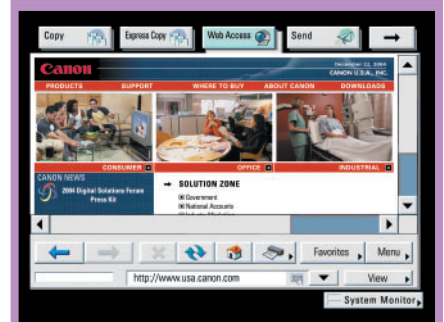 Copy Express Copy Web Access Send
Canon
December 22, 2004
CANON U.S.A., INC.
PRODUCTS SUPPORT WHERE TO BUY ABOUT CANON DOWNLOADS
CONSUMER OFFICE INDUSTRIAL
CANON NEWS
2004 Digital Solutions Forum
Press Kit
SOLUTION ZONE
Government
National Accounts
Favorites Menu
http://www.usa.canon.com View
System Monitor